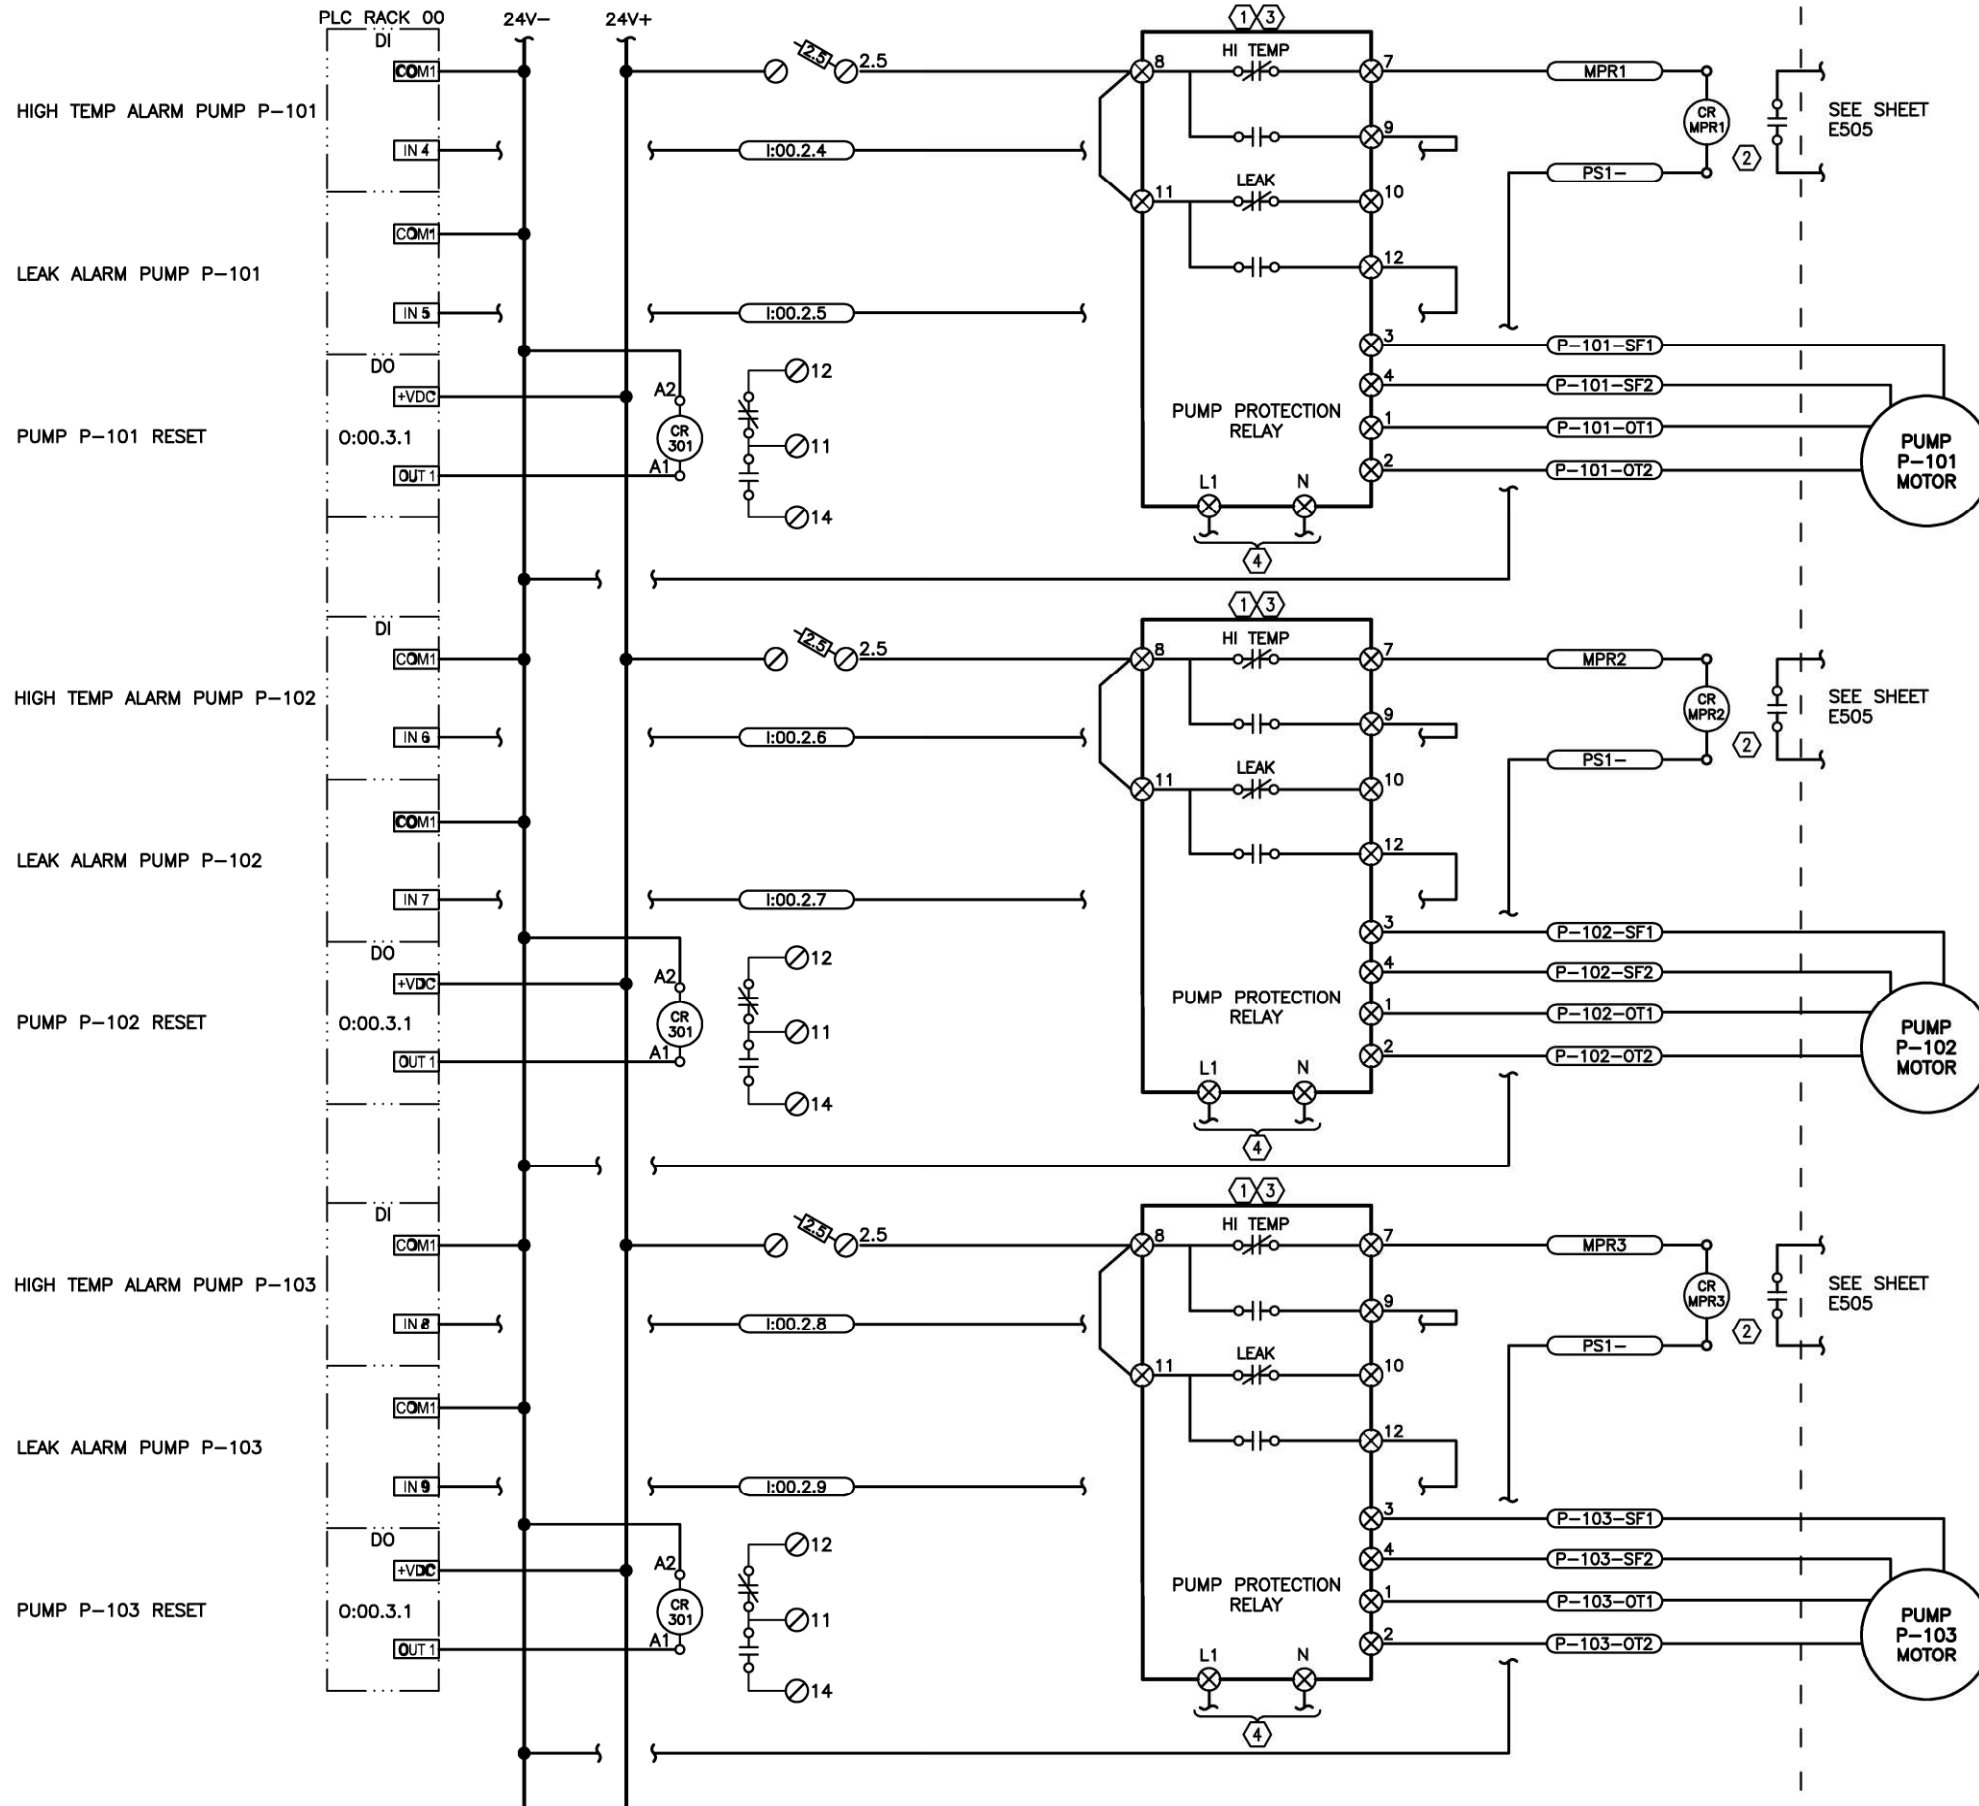 PLC RACK 00
24V-
24V+
DI
1
3
COM1
2.5
2.5
8
HI TEMP
7
MPR1
HIGH TEMP ALARM PUMP P-101
CR
MPR1
SEE SHEET
E505
9
IN 4
I:00.2.4
2
PS1-
LEAK
11
10
COM1
12
LEAK ALARM PUMP P-101
IN 5
I:00.2.5
3
P-101-SF1
DO
12
+VDC
A2
4
P-101-SF2
PUMP PROTECTION
RELAY
1
P-101-OT1
PUMP P-101 RESET
O:00.3.1
CR
301
11
PUMP
P-101
MOTOR
OUT 1
A1
2
P-101-OT2
L1
N
14
4
1
3
DI
COM1
2.5
2.5
8
HI TEMP
7
MPR2
HIGH TEMP ALARM PUMP P-102
CR
MPR2
SEE SHEET
E505
9
IN 6
I:00.2.6
2
PS1-
LEAK
11
10
COM1
12
LEAK ALARM PUMP P-102
IN 7
I:00.2.7
3
P-102-SF1
DO
12
+VDC
A2
4
P-102-SF2
PUMP PROTECTION
RELAY
1
P-102-OT1
PUMP P-102 RESET
O:00.3.1
CR
301
11
PUMP
P-102
MOTOR
OUT 1
A1
2
P-102-OT2
L1
N
14
4
1
3
DI
COM1
2.5
2.5
8
HI TEMP
7
MPR3
HIGH TEMP ALARM PUMP P-103
CR
MPR3
SEE SHEET
E505
9
IN 8
I:00.2.8
2
PS1-
LEAK
11
10
COM1
12
LEAK ALARM PUMP P-103
IN 9
I:00.2.9
3
P-103-SF1
DO
12
+VDC
A2
4
P-103-SF2
PUMP PROTECTION
RELAY
1
P-103-OT1
PUMP P-103 RESET
O:00.3.1
CR
301
11
PUMP
P-103
MOTOR
OUT 1
A1
2
P-103-OT2
L1
N
14
4